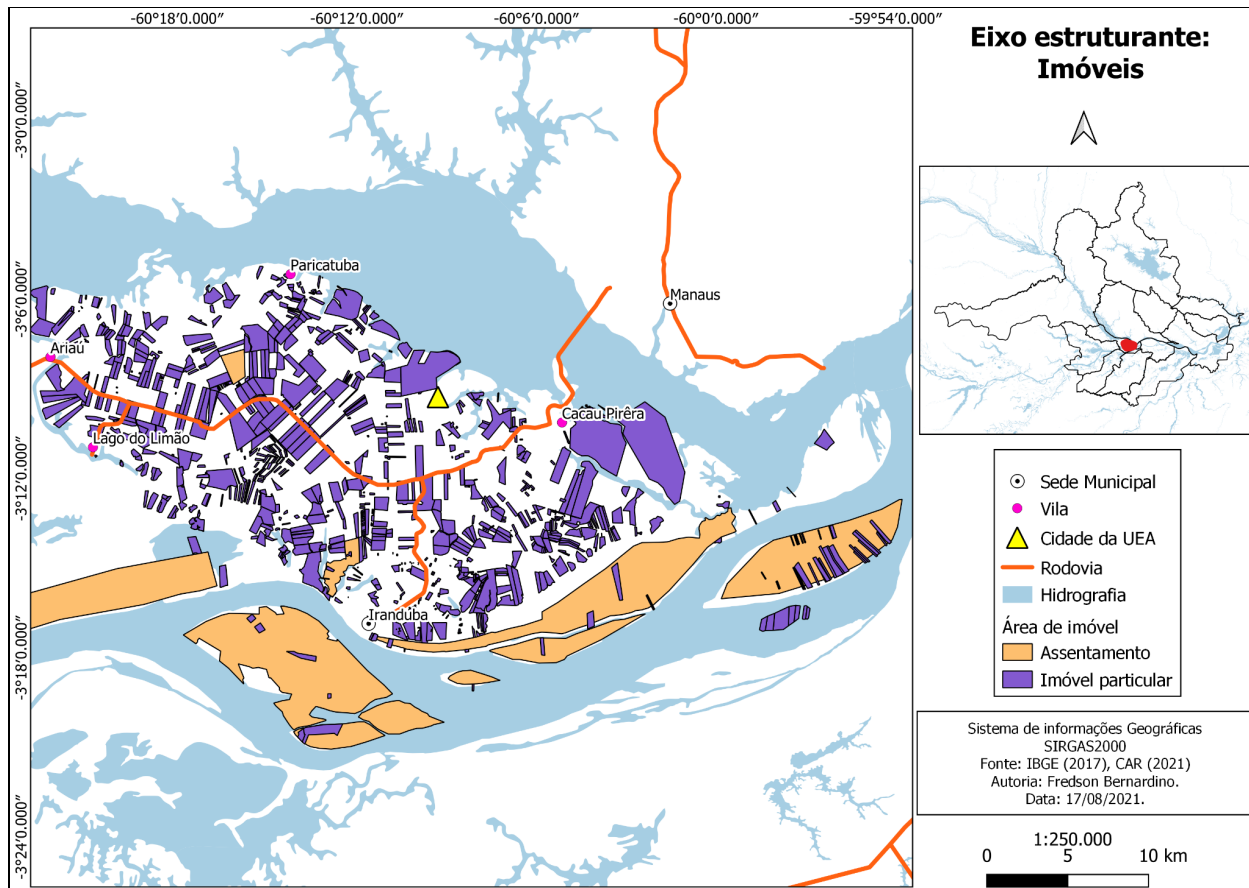 -60°18'0.000"
-60°12'0.000"
-60°6'0.000"
-60°0'0.000"
-59°54'0.000"
-3°0'0.000"
-3°6'0.000"
-3°12'0.000"
-3°18'0.000"
-3°24'0.000"
Paricatuba
Manaus
Ariaú
Cacau Pirêra
Lago do Limão
Iranduba
Eixo estruturante:
Imóveis
Sede Municipal
Vila
Cidade da UEA
Rodovia
Hidrografia
Área de imóvel
Assentamento
Imóvel particular
Sistema de informações Geográficas
SIRGAS2000
Fonte: IBGE (2017), CAR (2021)
Autoria: Fredson Bernardino.
Data: 17/08/2021.
1:250.000
0 5 10 km